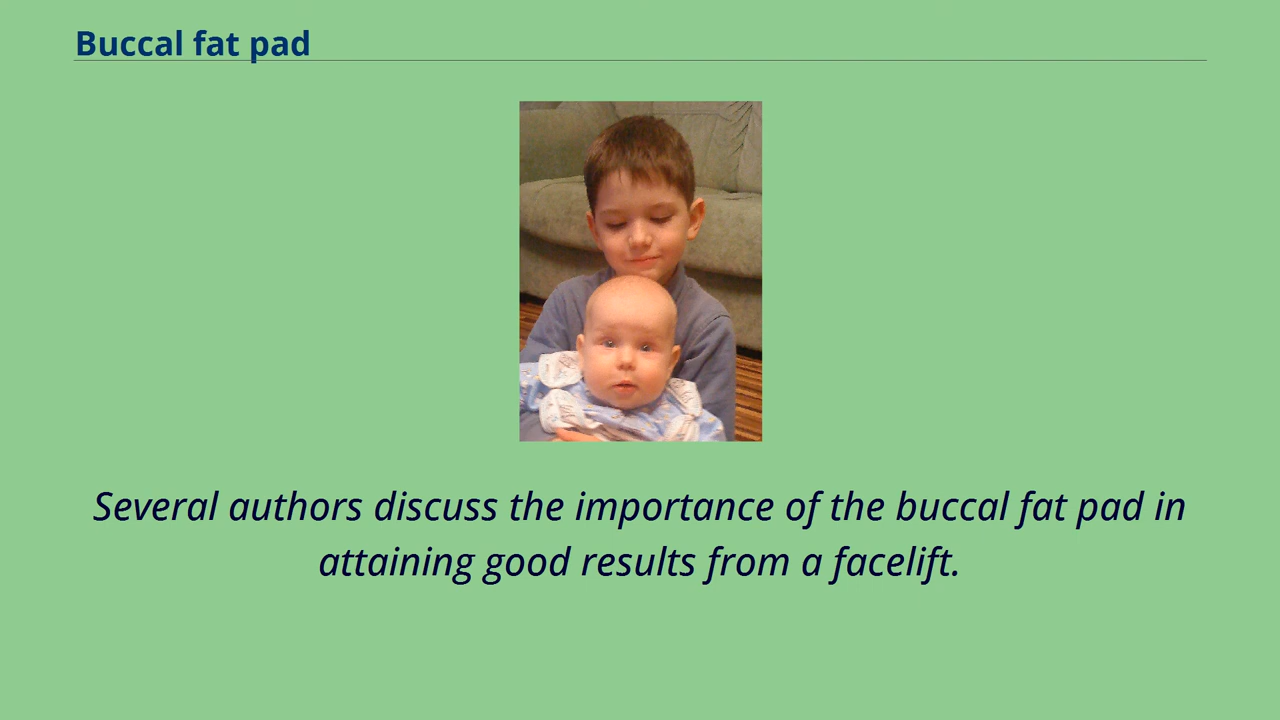 Buccal fat pad
Several authors discuss the importance of the buccal fat pad in
attaining good results from a facelift.